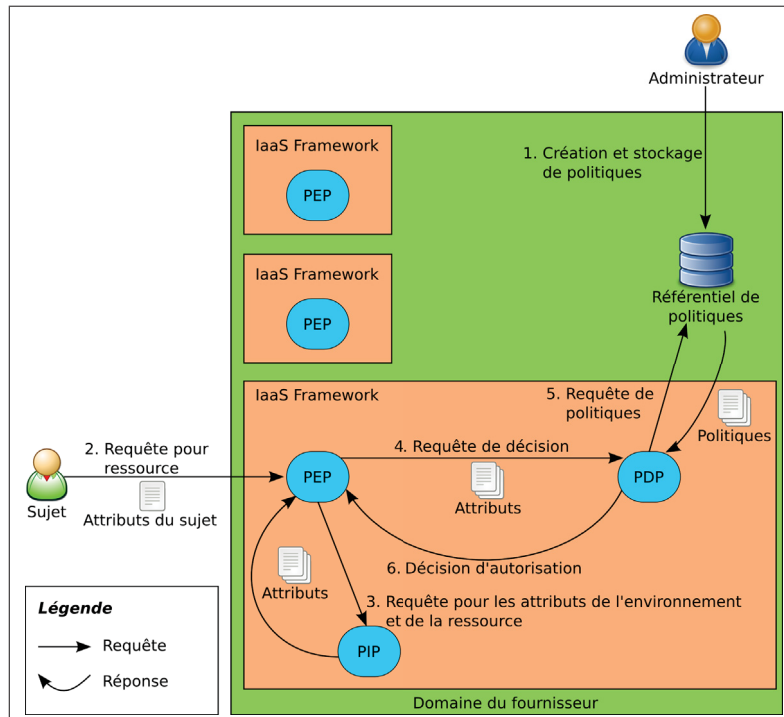 Administrateur
IaaS Framework
PEP
1. Création et stockage
de politiques
IaaS Framework
PEP
Référentiel de
politiques
IaaS Framework
5. Requête de
politiques
Politiques
2. Requête pour
ressource
4. Requête de décision
PEP
PDP
Sujet
Attributs du sujet
Attributs
6. Décision d'autorisation
Attributs
3. Requête pour les attributs de l'environnement
et de la ressource
PIP
Légende
Requête
Réponse
Domaine du fournisseur